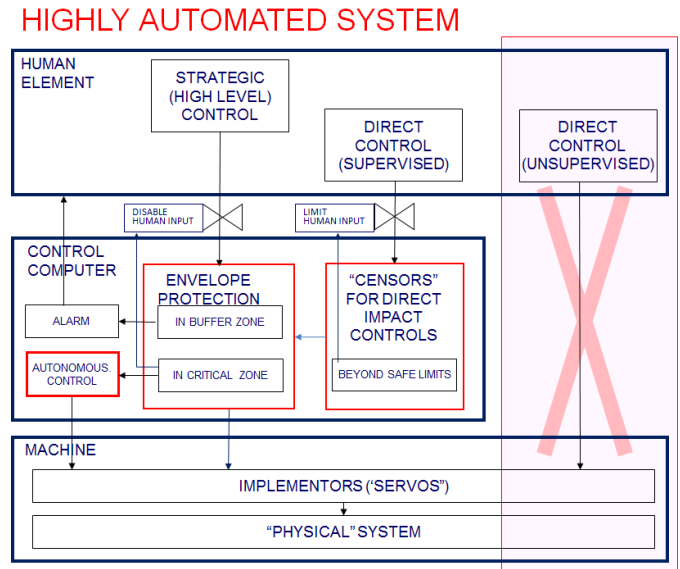 HIGHLY AUTOMATED SYSTEM
HUMAN
ELEMENT
STRATEGIC
(HIGH LEVEL)
CONTROL
DIRECT
CONTROL
(SUPERVISED)
DIRECT
CONTROL
(UNSUPERVISED)
DISABLE
HUMAN INPUT
LIMIT
HUMAN INPUT
CONTROL
COMPUTER
ENVELOPE
PROTECTION
“CENSORS”
FOR DIRECT
IMPACT
CONTROLS
ALARM
IN BUFFER ZONE
AUTONOMOUS.
CONTROL
IN CRITICAL ZONE
BEYOND SAFE LIMITS
MACHINE
IMPLEMENTORS (‘SERVOS”)
“PHYSICAL” SYSTEM